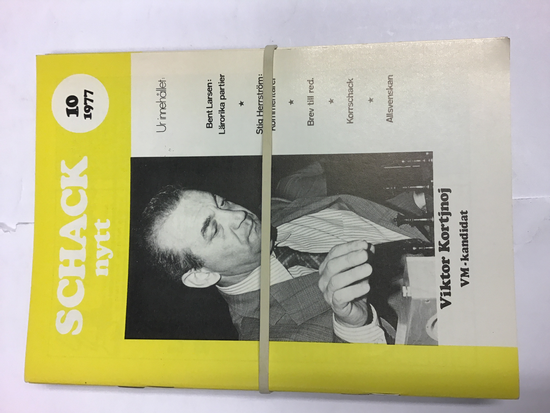 SCHACK
nytt
10
1977
Ur innehållet:
Bent Larsen:
Lärorika partier
Stig Herrström:
Kommentarer
Brev till red.
Korrschack
Allsvenskan
Viktor Kortjnoj
VM-kandidat